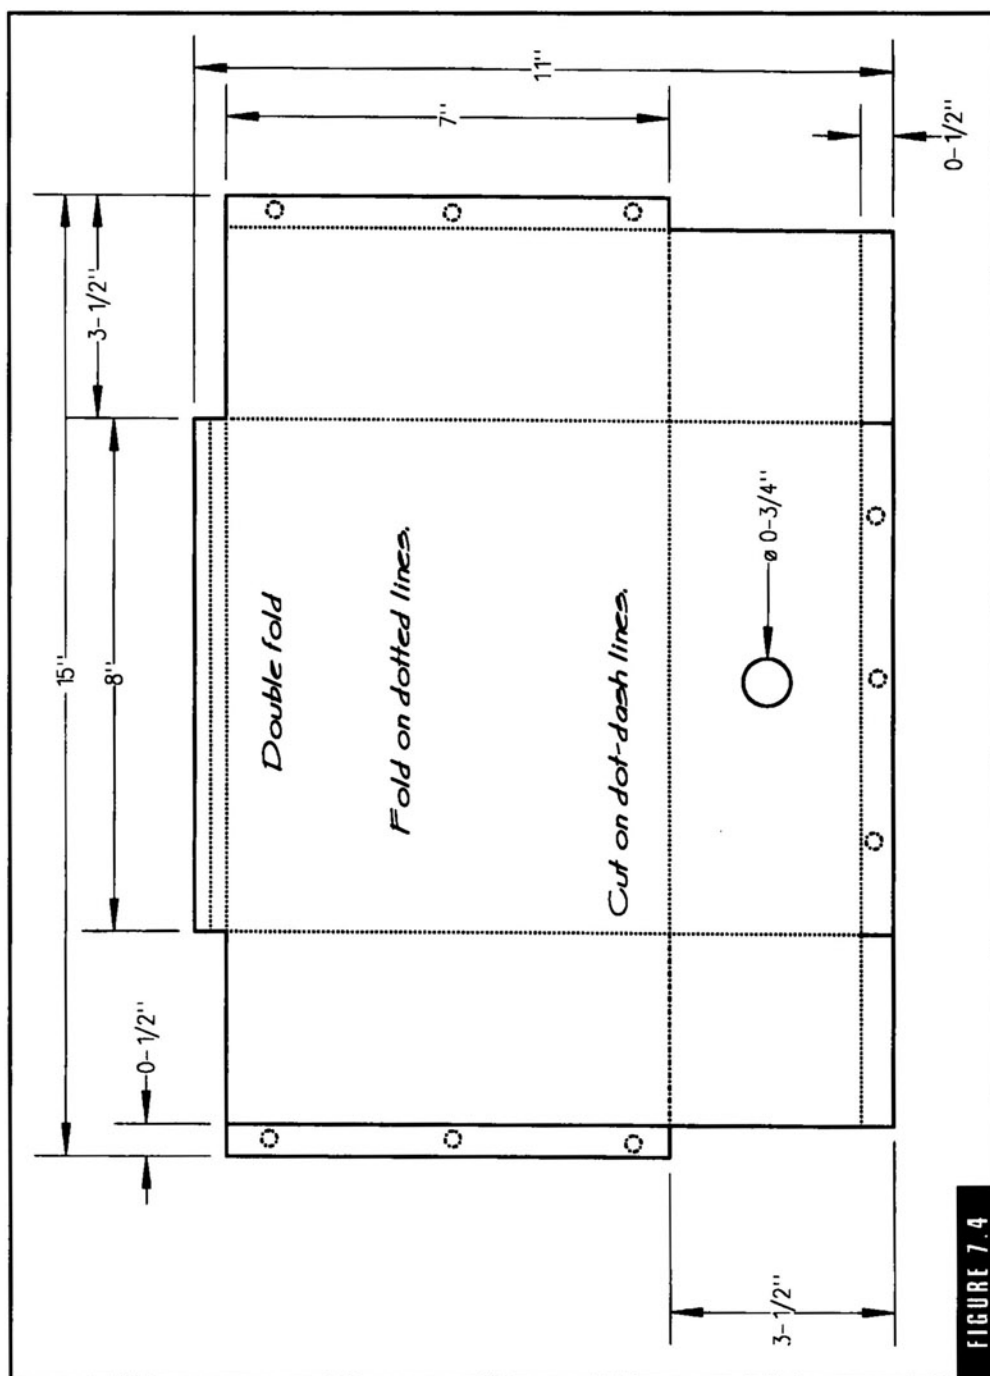 15"
8"
3-1/2"
0-1/2"
11"
7"
0-1/2"
3-1/2"
Double fold
Fold on dotted lines.
Cut on dot-dash lines.
ø 0-3/4"
FIGURE 7.4